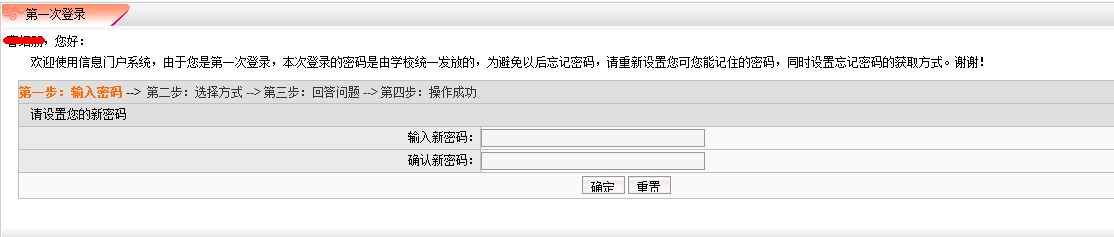 第一次登录
，您好：
欢迎使用信息门户系统，由于您是第一次登录，本次登录的密码是由学校统一发放的，为避免以后忘记密码，请重新设置您可您能记住的密码，同时设置忘记密码的获取方式。谢谢！
第一步：输入密码 --> 第二步：选择方式 --> 第三步：回答问题 --> 第四步：操作成功
请设置您的新密码
输入新密码：
确认新密码：
确定 重置